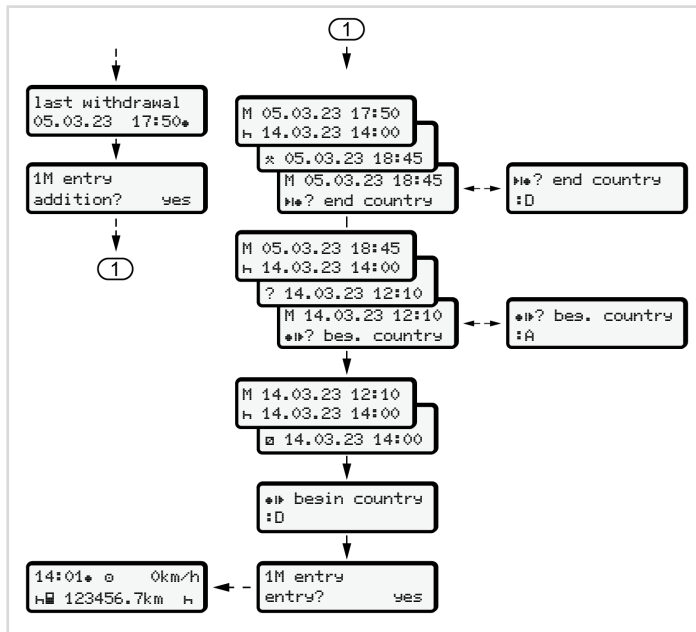 1
last withdrawal
05.03.23 17:50
1M entry
addition? yes
1
M 05.03.23 17:50
14.03.23 14:00
05.03.23 18:45
M 05.03.23 18:45
? end country
? end country
:D
M 05.03.23 18:45
14.03.23 14:00
? 14.03.23 12:10
M 14.03.23 12:10
? beg. country
? beg. country
:A
M 14.03.23 12:10
14.03.23 14:00
14.03.23 14:00
begin country
:D
1M entry
entry? yes
14:01 0km/h
123456.7km